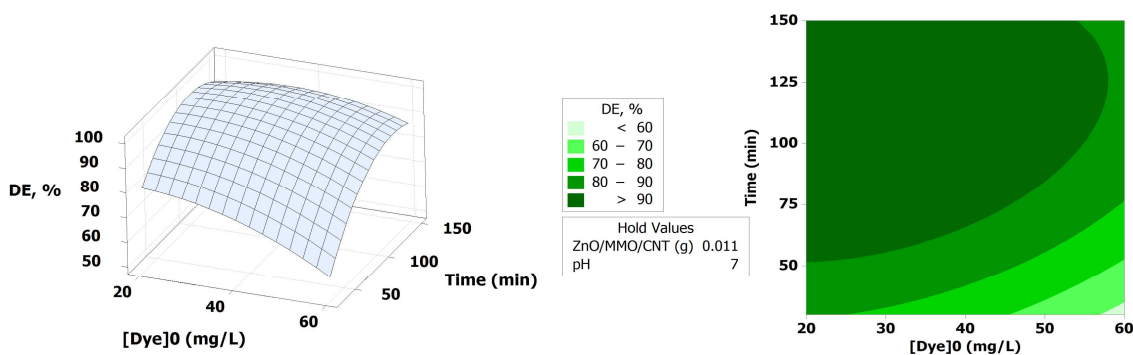 100
90
80
70
60
50
DE, %
20
40
60
[Dye]0 (mg/L)
50
100
150
Time (min)
DE, %
< 60
60 – 70
70 – 80
80 – 90
> 90
Hold Values
ZnO/MMO/CNT (g) 0.011
pH 7
150
125
100
75
50
Time (min)
20 30 40 50 60
[Dye]0 (mg/L)